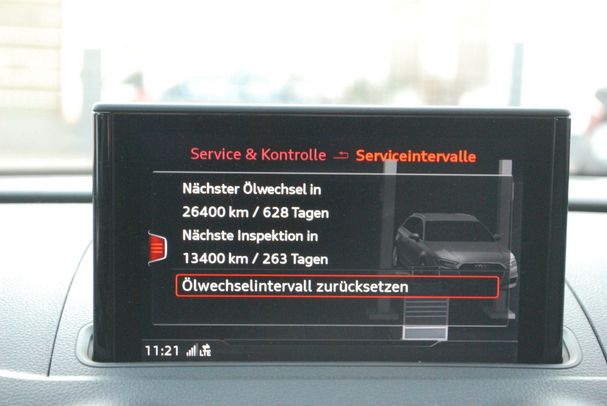 Service & Kontrolle Serviceintervalle
Nächster Ölwechsel in
26400 km / 628 Tagen
Nächste Inspektion in
13400 km / 263 Tagen
Ölwechselintervall zurücksetzen
11:21 LTE